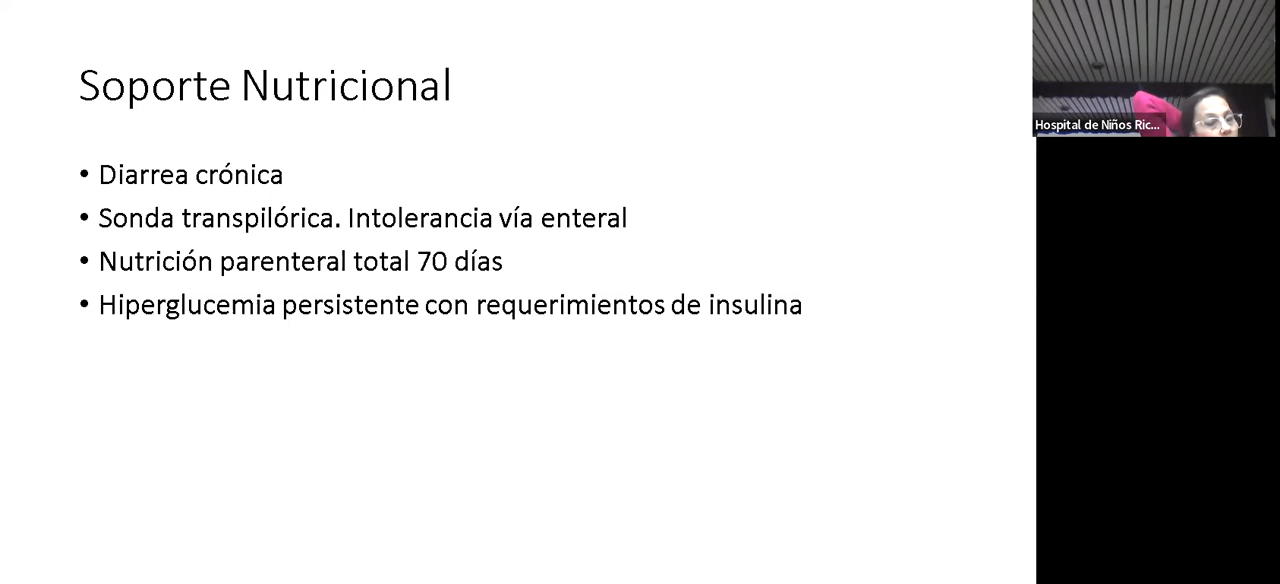 Soporte Nutricional
• Diarrea crónica
• Sonda transpilórica. Intolerancia vía enteral
• Nutrición parenteral total 70 días
• Hiperglucemia persistente con requerimientos de insulina
Hospital de Niños Ric...